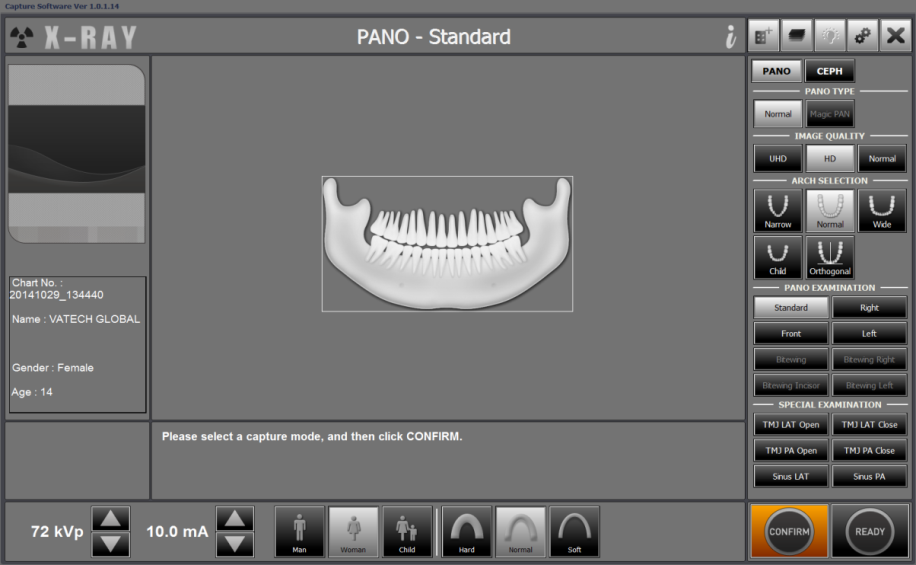 Capture Software Ver 1.0.1.14
X-RAY
PANO - Standard
i
Chart No. :
20141029_134440
Name : VATECH GLOBAL
Gender : Female
Age : 14
Please select a capture mode, and then click CONFIRM.
72 kVp
10.0 mA
Man
Woman
Child
Hard
Normal
Soft
PANO CEPH
PANO TYPE
Normal Magic PAN
IMAGE QUALITY
UHD HD Normal
ARCH SELECTION
Narrow Normal Wide
Child Orthogonal
PANO EXAMINATION
Standard Right
Front Left
Bitewing Bitewing Right
Bitewing Incisor Bitewing Left
SPECIAL EXAMINATION
TMJ LAT Open TMJ LAT Close
TMJ PA Open TMJ PA Close
Sinus LAT Sinus PA
CONFIRM READY